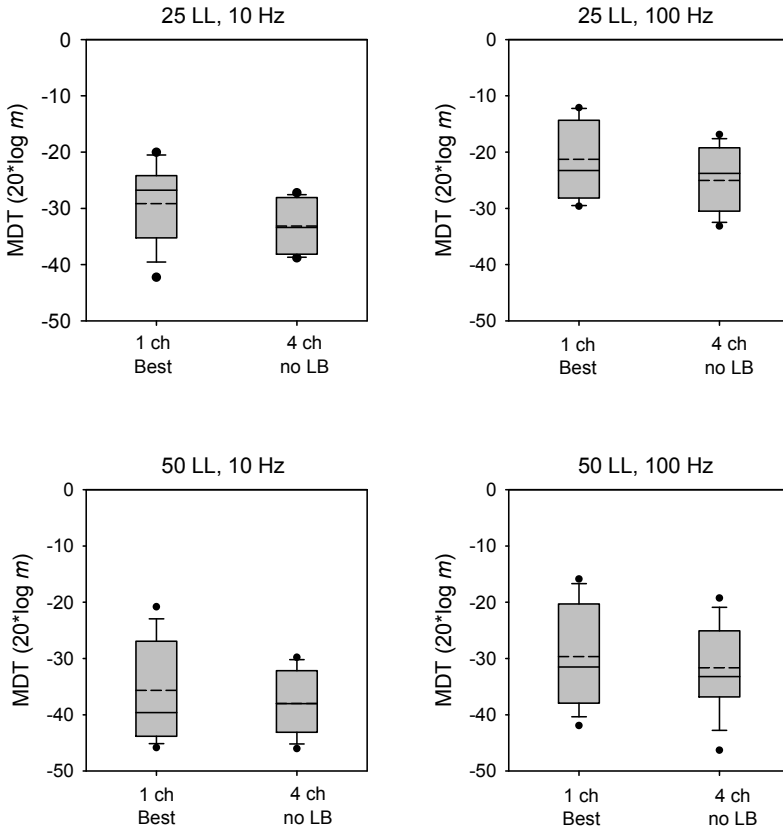 25 LL, 10 Hz
MDT (20*log m)
0
-10
-20
-30
-40
-50
1 ch
Best
4 ch
no LB
25 LL, 100 Hz
MDT (20*log m)
0
-10
-20
-30
-40
-50
1 ch
Best
4 ch
no LB
50 LL, 10 Hz
MDT (20*log m)
0
-10
-20
-30
-40
-50
1 ch
Best
4 ch
no LB
50 LL, 100 Hz
MDT (20*log m)
0
-10
-20
-30
-40
-50
1 ch
Best
4 ch
no LB